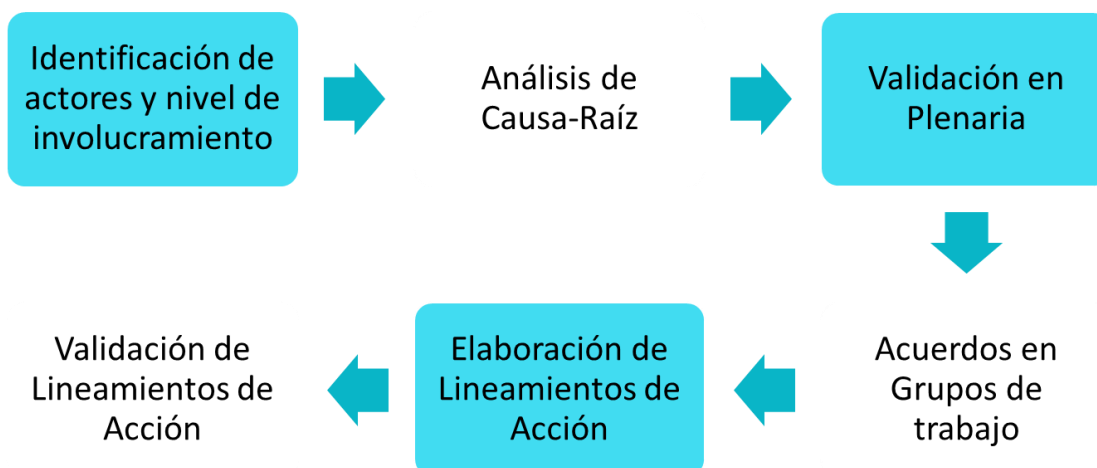 Identificación de
actores y nivel de
involucramiento
Análisis de
Causa-Raíz
Validación en
Plenaria
Acuerdos en
Grupos de
trabajo
Elaboración de
Lineamientos de
Acción
Validación de
Lineamientos de
Acción